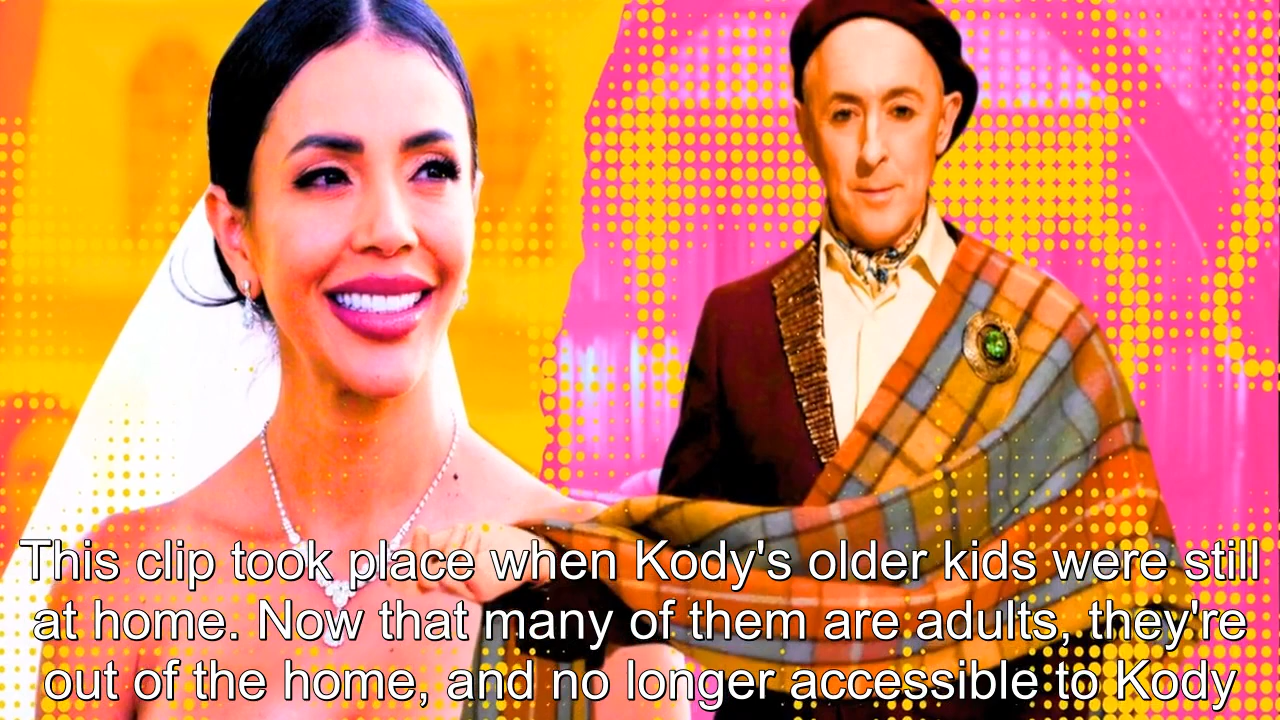 This clip took place when Kody's older kids were still
at home. Now that many of them are adults, they're
out of the home, and no longer accessible to Kody